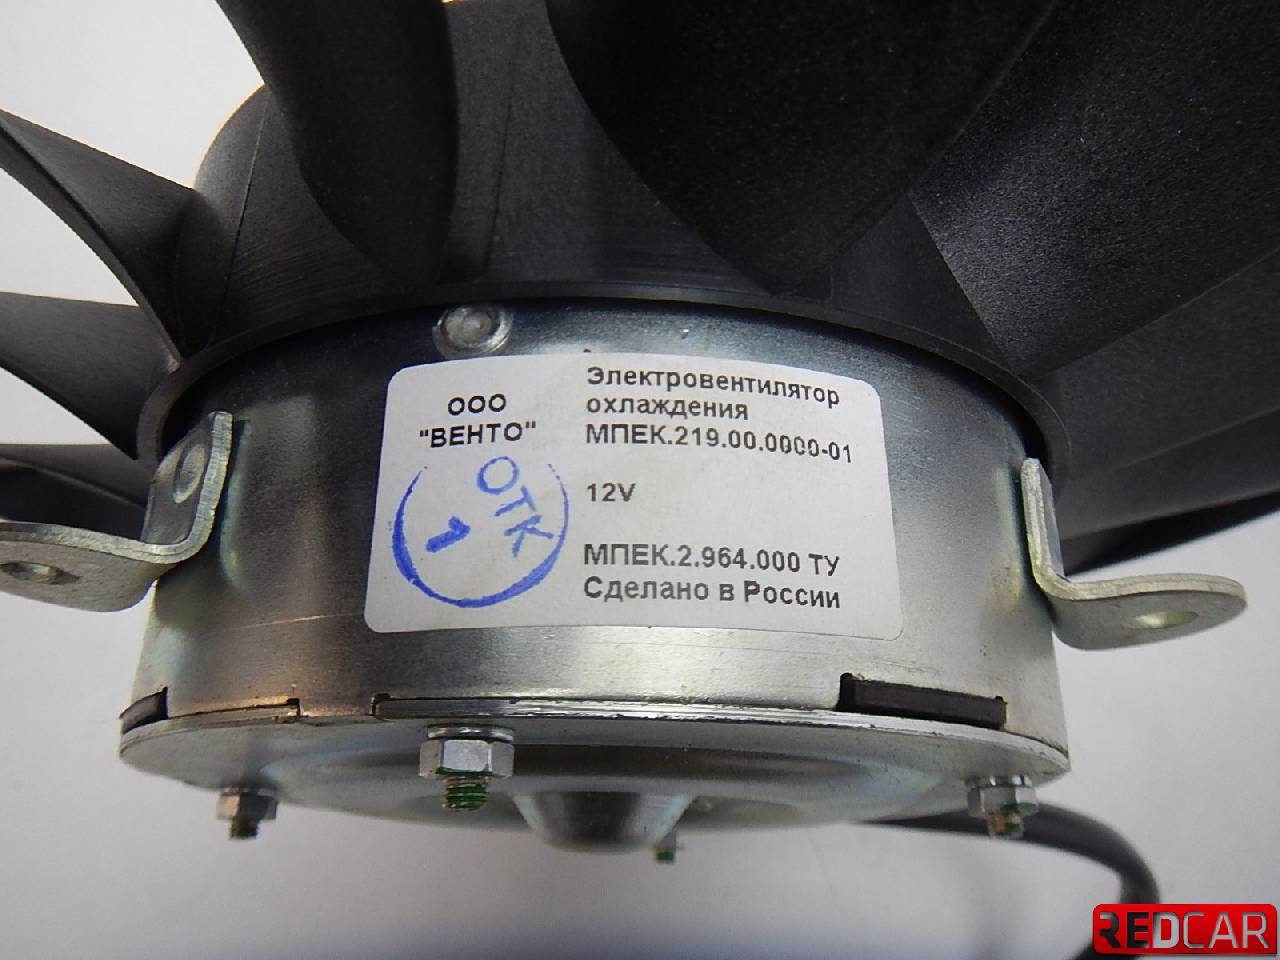 ООО
"ВЕНТО"
ОТК
1
Электровентилятор
охлаждения
МПЕК.219.00.0000-01
12V
МПЕК.2.964.000 ТУ
Сделано в России
REDCAR